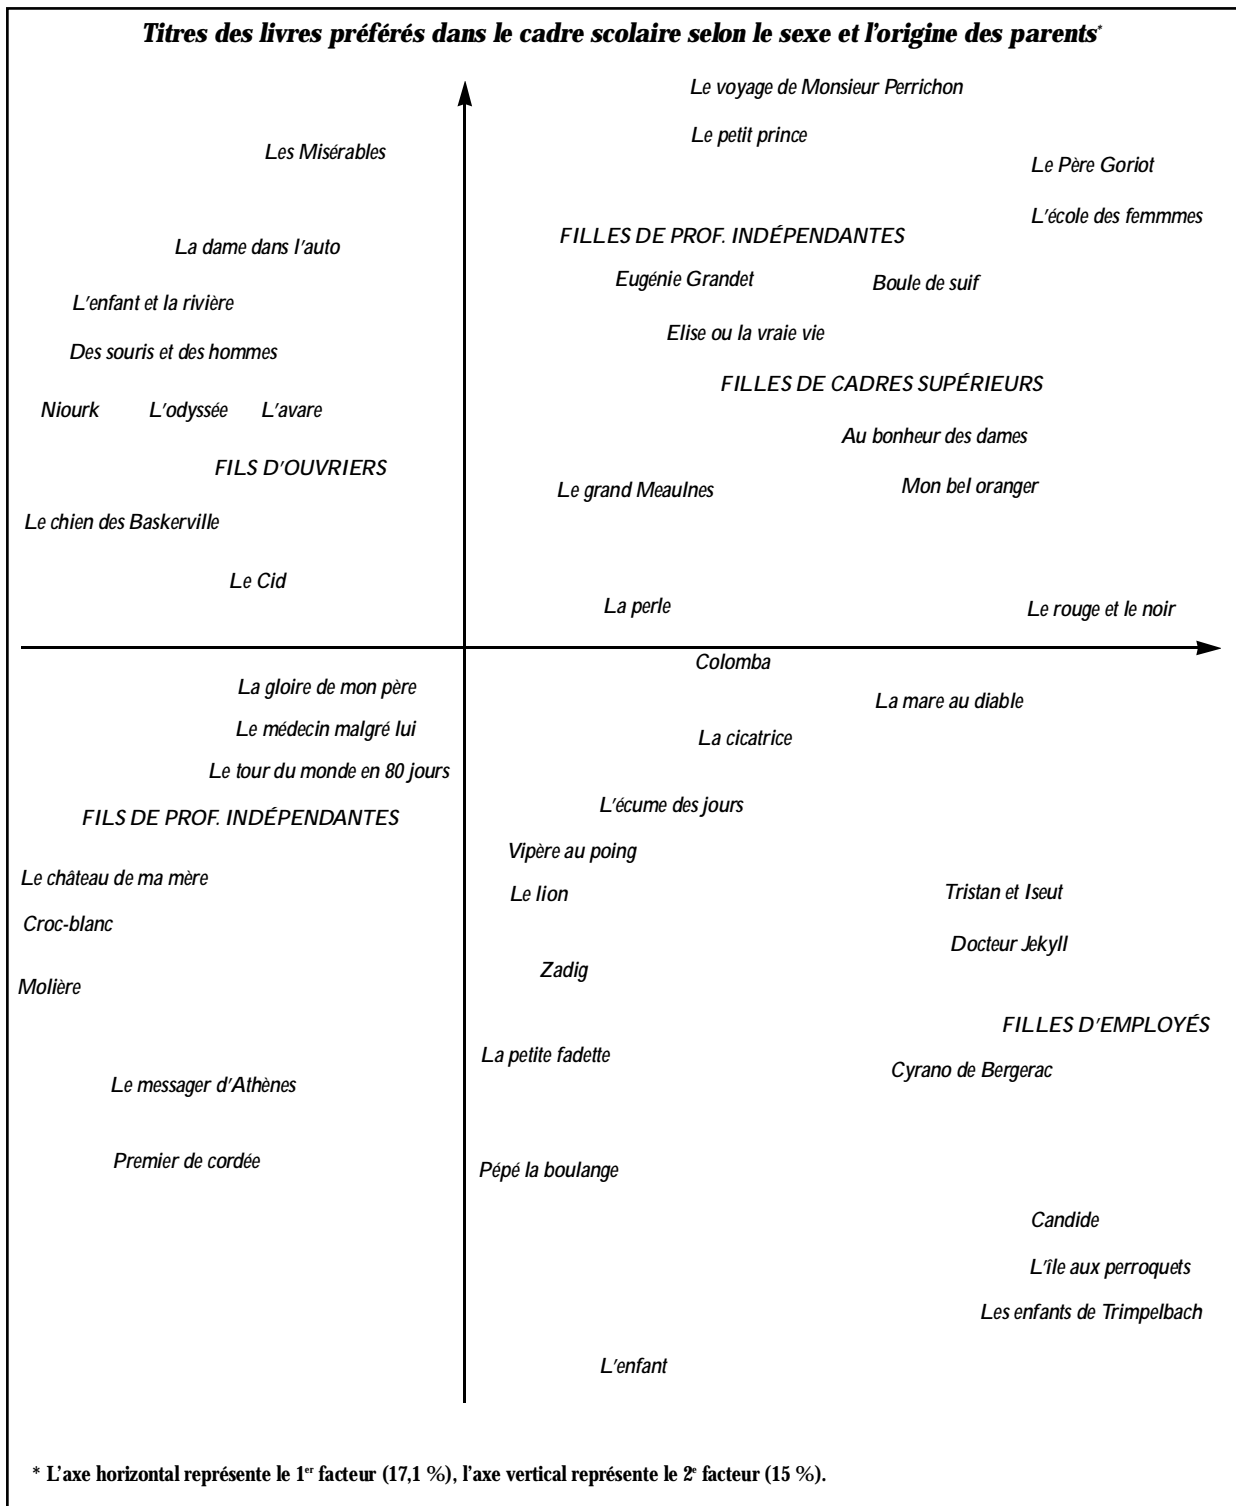 Titres des livres préférés dans le cadre scolaire selon le sexe et l'origine des parents*
Le voyage de Monsieur Perrichon
Le petit prince
Les Misérables
Le Père Goriot
L'école des femmmes
FILLES DE PROF. INDÉPENDANTES
La dame dans l'auto
Eugénie Grandet
Boule de suif
L'enfant et la rivière
Elise ou la vraie vie
Des souris et des hommes
FILLES DE CADRES SUPÉRIEURS
Niourk L'odyssée L'avare
Au bonheur des dames
FILS D'OUVRIERS
Le grand Meaulnes
Mon bel oranger
Le chien des Baskerville
Le Cid
La perle
Le rouge et le noir
Colomba
La gloire de mon père
La mare au diable
Le médecin malgré lui
La cicatrice
Le tour du monde en 80 jours
L'écume des jours
FILS DE PROF. INDÉPENDANTES
Vipère au poing
Le château de ma mère
Le lion
Tristan et Iseut
Croc-blanc
Docteur Jekyll
Zadig
Molière
FILLES D'EMPLOYÉS
La petite fadette
Cyrano de Bergerac
Le messager d'Athènes
Premier de cordée
Pépé la boulange
Candide
L'île aux perroquets
Les enfants de Trimpelbach
L'enfant
* L'axe horizontal représente le 1er facteur (17,1 %), l'axe vertical représente le 2e facteur (15 %).